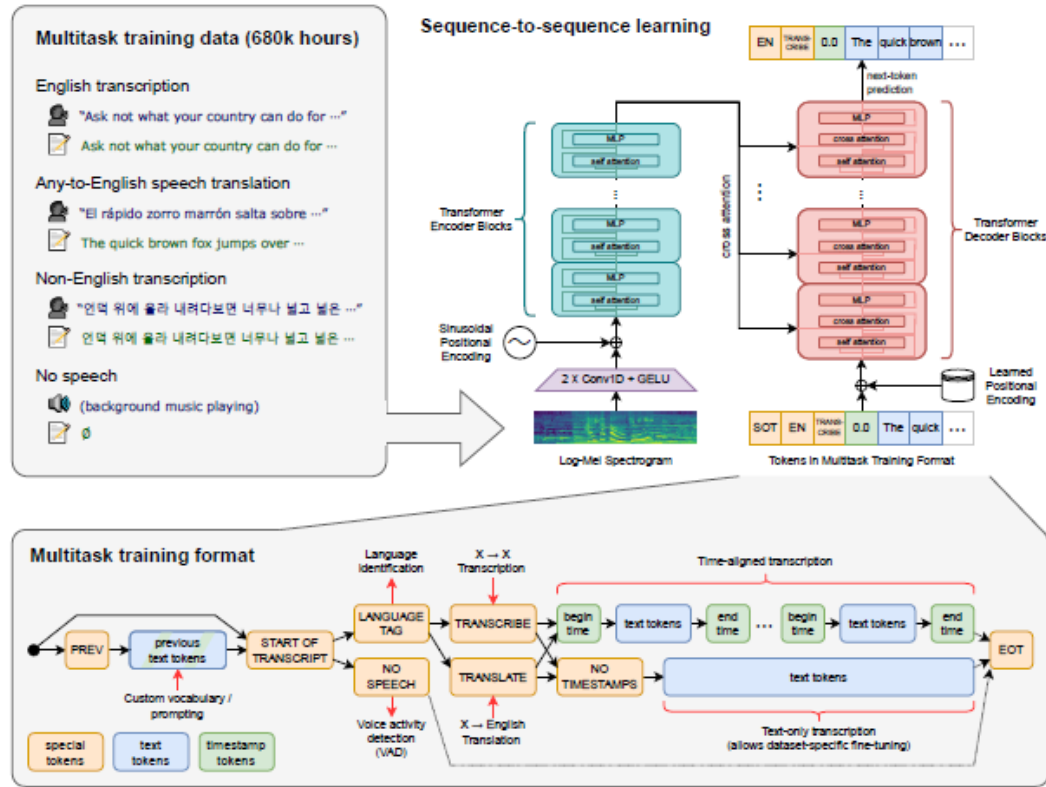 Multitask training data (680k hours)
English transcription
“Ask not what your country can do for ⋯”
Ask not what your country can do for ⋯
Any-to-English speech translation
“El rápido zorro marrón salta sobre ⋯”
The quick brown fox jumps over ⋯
Non-English transcription
“언덕 위에 올라 내려다보면 너무나 넓고 넓은 ⋯”
언덕 위에 올라 내려다보면 너무나 넓고 넓은 ⋯
No speech
(background music playing)
∅
Sequence-to-sequence learning
EN TRANS-CRIBE 0.0 The quick brown ⋯
next-token
prediction
MLP
self attention
⋯
MLP
self attention
MLP
self attention
Transformer
Encoder Blocks
Sinusoidal
Positional
Encoding
~
2 x Conv1D + GELU
Log-Mel Spectrogram
cross attention
⋯
MLP
cross attention
self attention
⋯
MLP
cross attention
self attention
MLP
cross attention
self attention
Transformer
Decoder Blocks
Learned
Positional
Encoding
SOT EN TRANS-CRIBE 0.0 The quick ⋯
Tokens in Multitask Training Format
Multitask training format
Language
identification
X → X
Transcription
Time-aligned transcription
PREV
previous
text tokens
START OF
TRANSCRIPT
LANGUAGE
TAG
TRANSCRIBE
begin
time
text tokens
end
time
⋯
begin
time
text tokens
end
time
EOT
NO
SPEECH
TRANSLATE
NO
TIMESTAMPS
text tokens
Custom vocabulary /
prompting
Voice activity
detection
(VAD)
X → English
Translation
Text-only transcription
(allows dataset-specific fine-tuning)
special
tokens
text
tokens
timestamp
tokens